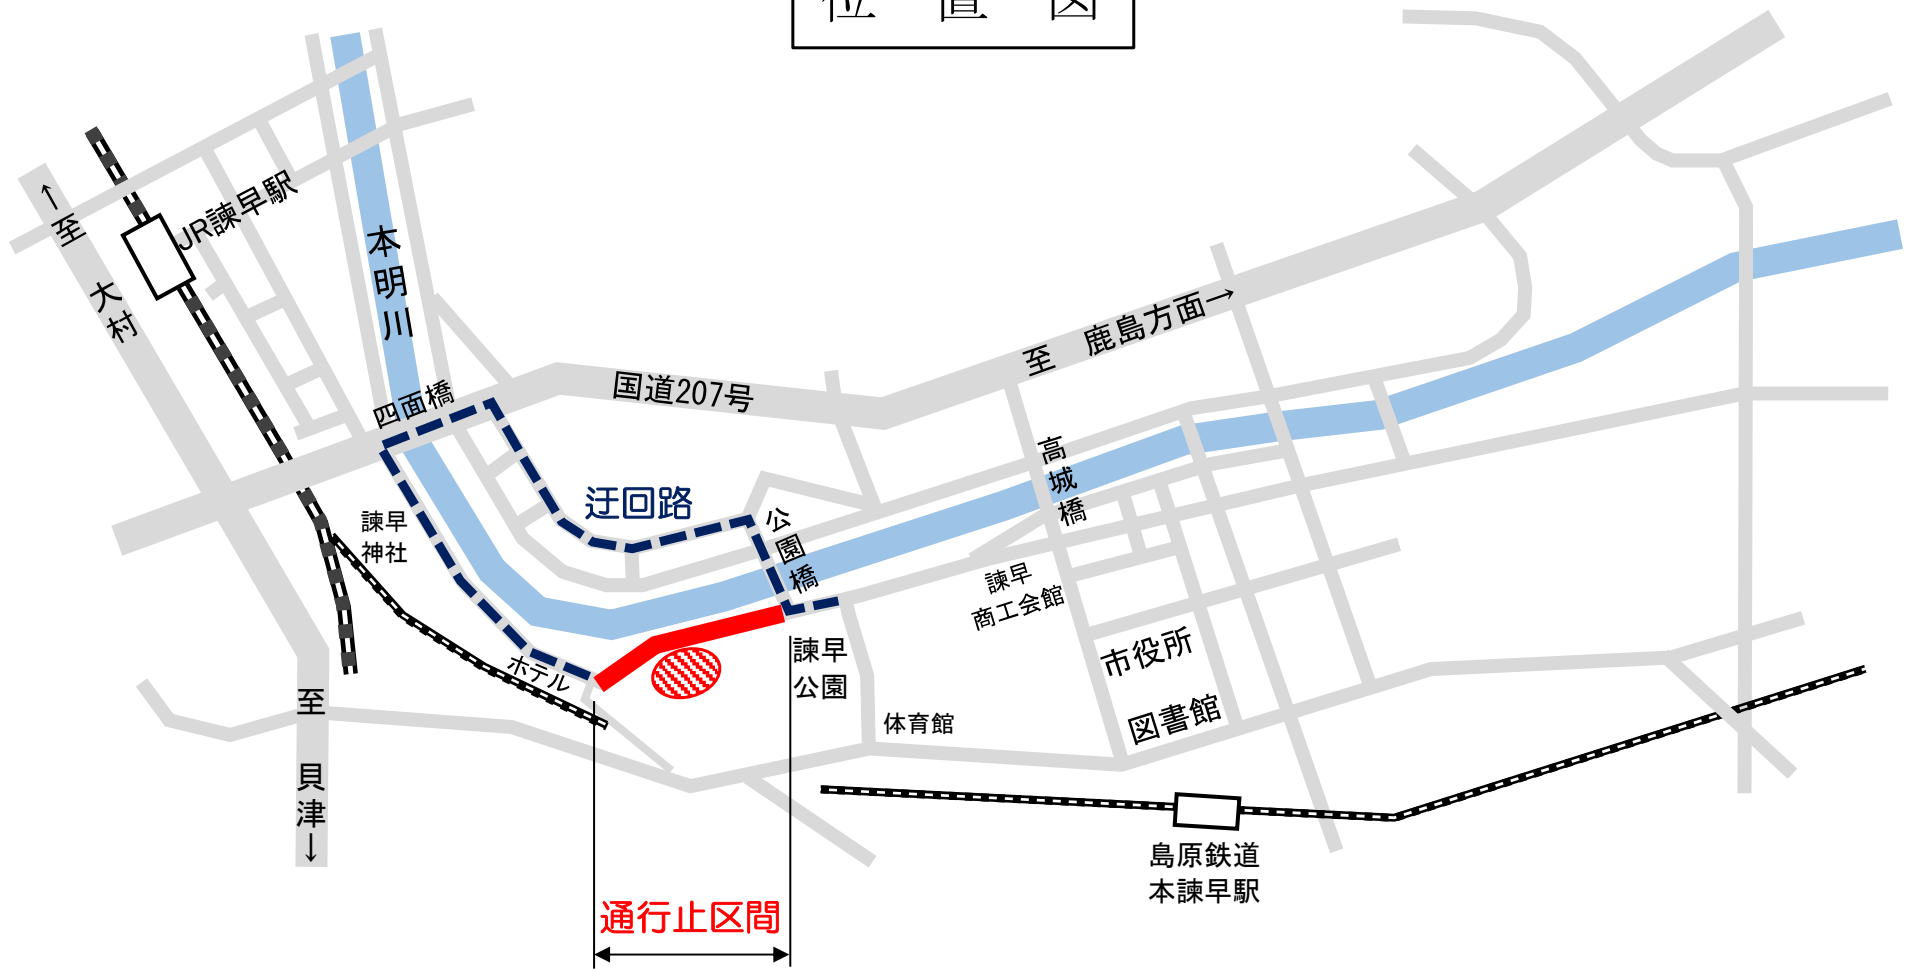 位置図
←至 大村
JR諫早駅
本明川
四面橋
国道207号
至 鹿島方面→
高城橋
迂回路
公園橋
諫早
神社
諫早
商工会館
ホテル
諫早
公園
市役所
図書館
体育館
至 貝津→
島原鉄道
本諫早駅
通行止区間